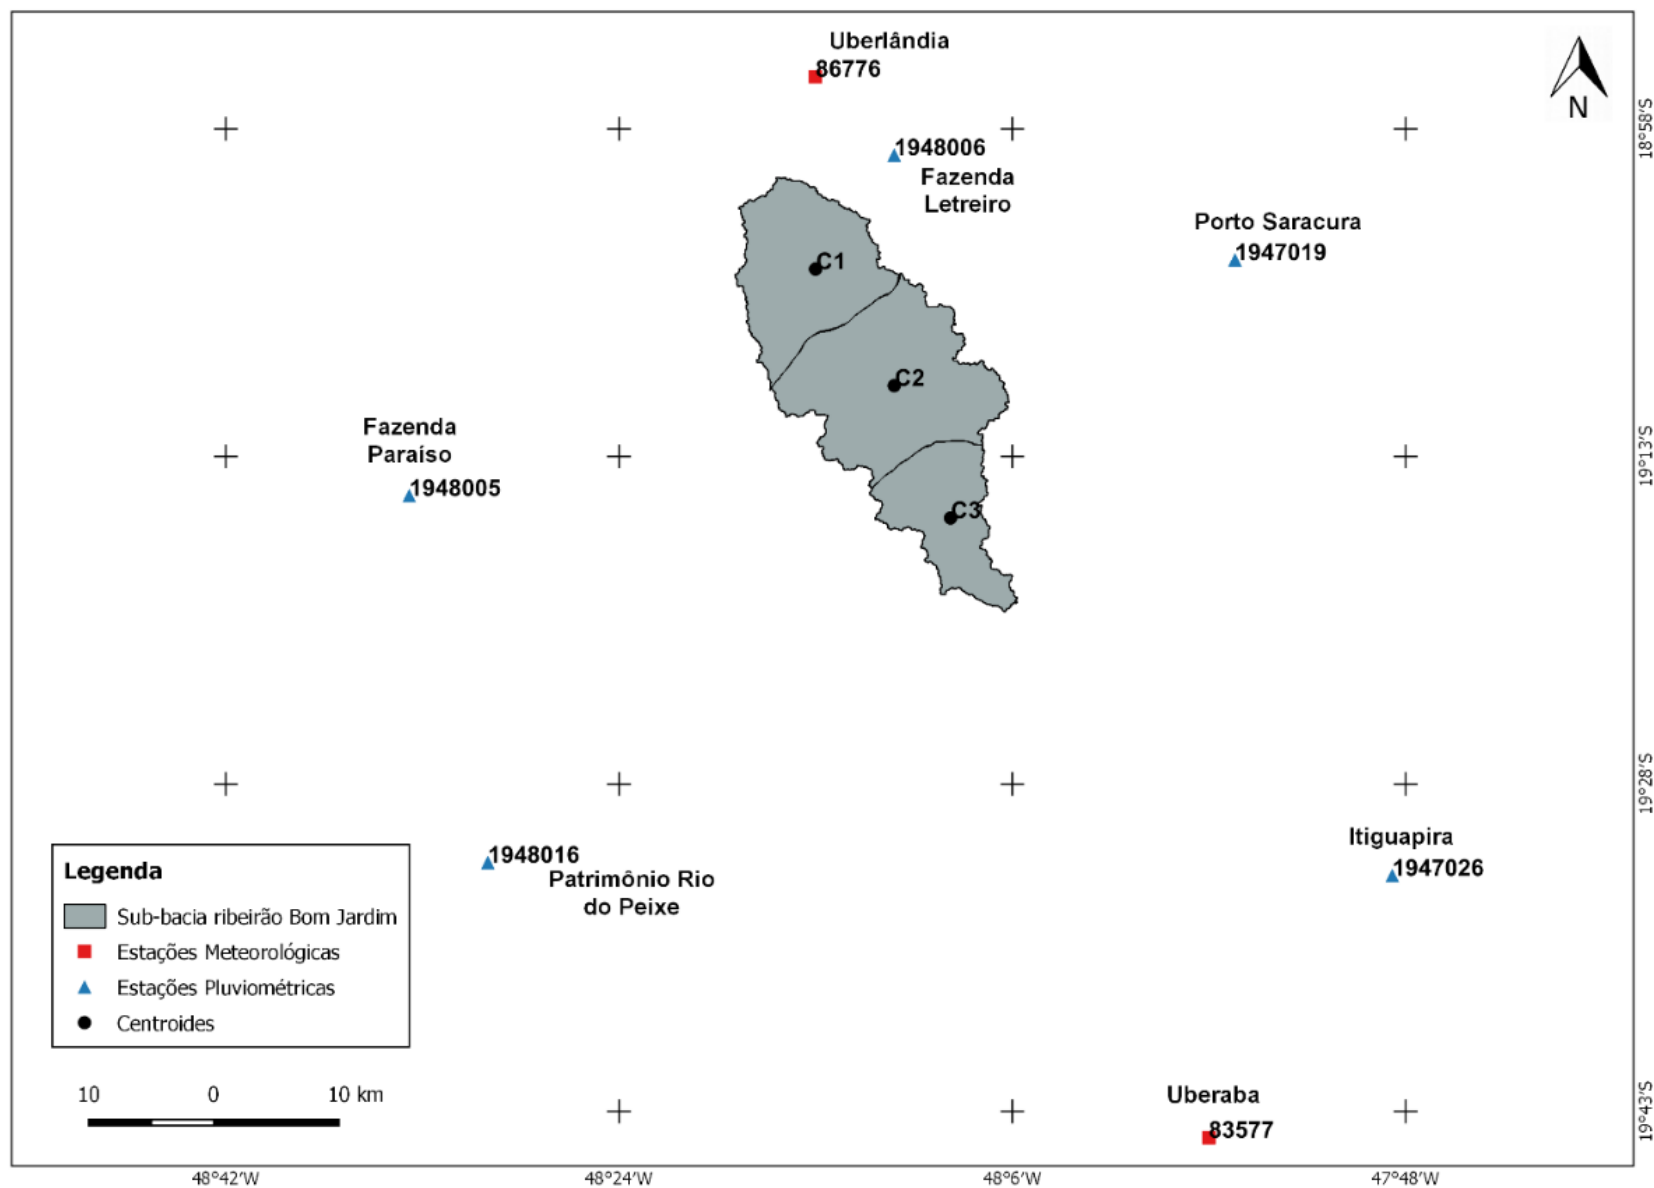 Uberlândia
86776
N
18°58'S
1948006
Fazenda
Letreiro
Porto Saracura
1947019
C1
C2
Fazenda
Paraíso
1948005
19°13'S
C3
19°28'S
1948016
Patrimônio Rio
do Peixe
Itiguapira
1947026
Legenda
Sub-bacia ribeirão Bom Jardim
Estações Meteorológicas
Estações Pluviométricas
Centroides
10 0 10 km
Uberaba
83577
19°43'S
48°42'W 48°24'W 48°6'W 47°48'W